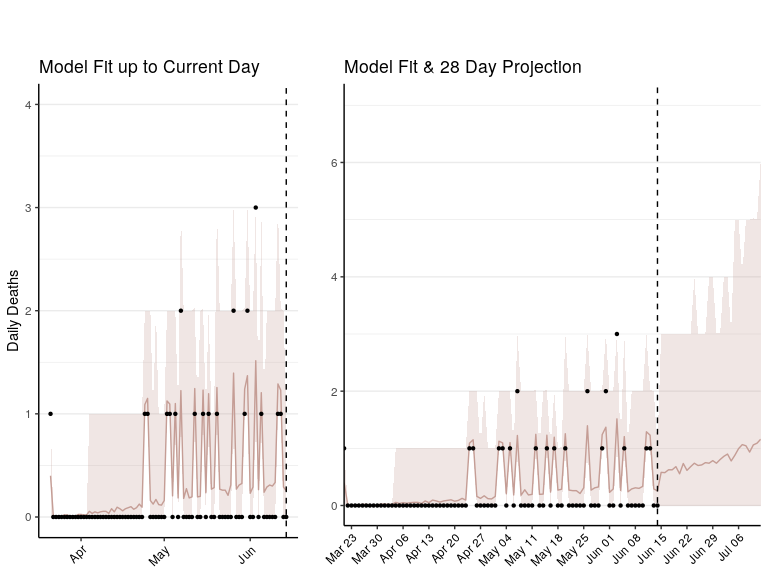 Model Fit up to Current Day
Model Fit & 28 Day Projection
Daily Deaths
4
3
2
1
0
Apr
May
Jun
6
4
2
0
Mar 23
Mar 30
Apr 06
Apr 13
Apr 20
Apr 27
May 04
May 11
May 18
May 25
Jun 01
Jun 08
Jun 15
Jun 22
Jun 29
Jul 06